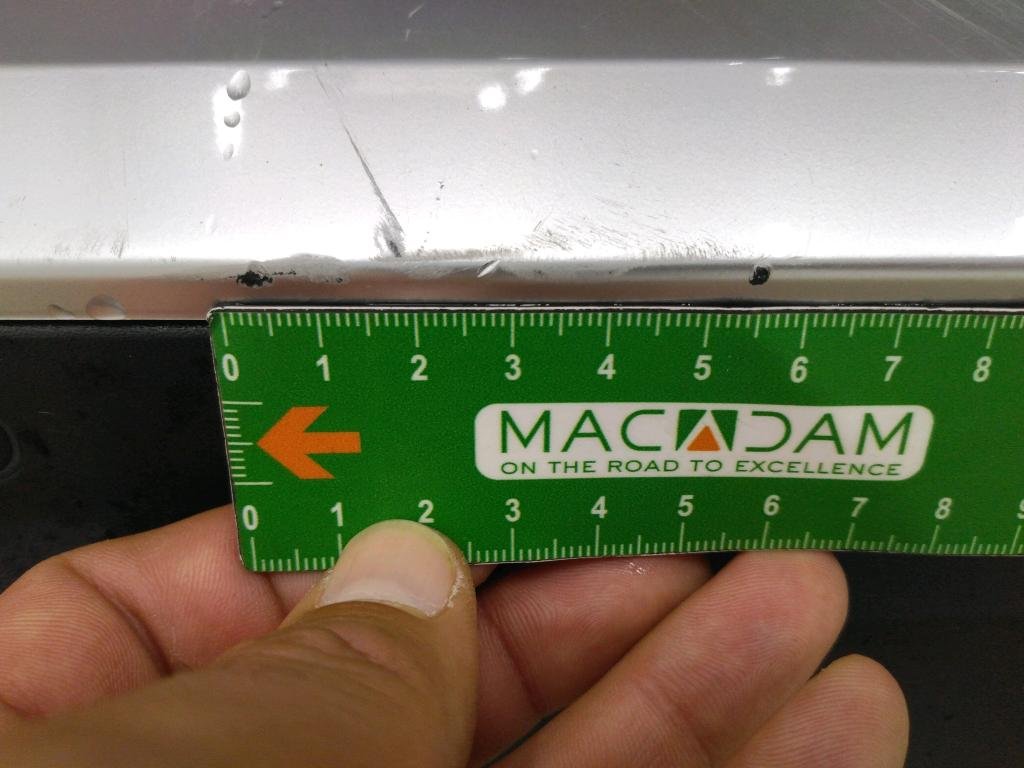 0 1 2 3 4 5 6 7 8
MACADAM
ON THE ROAD TO EXCELLENCE
0 1 2 3 4 5 6 7 8 9